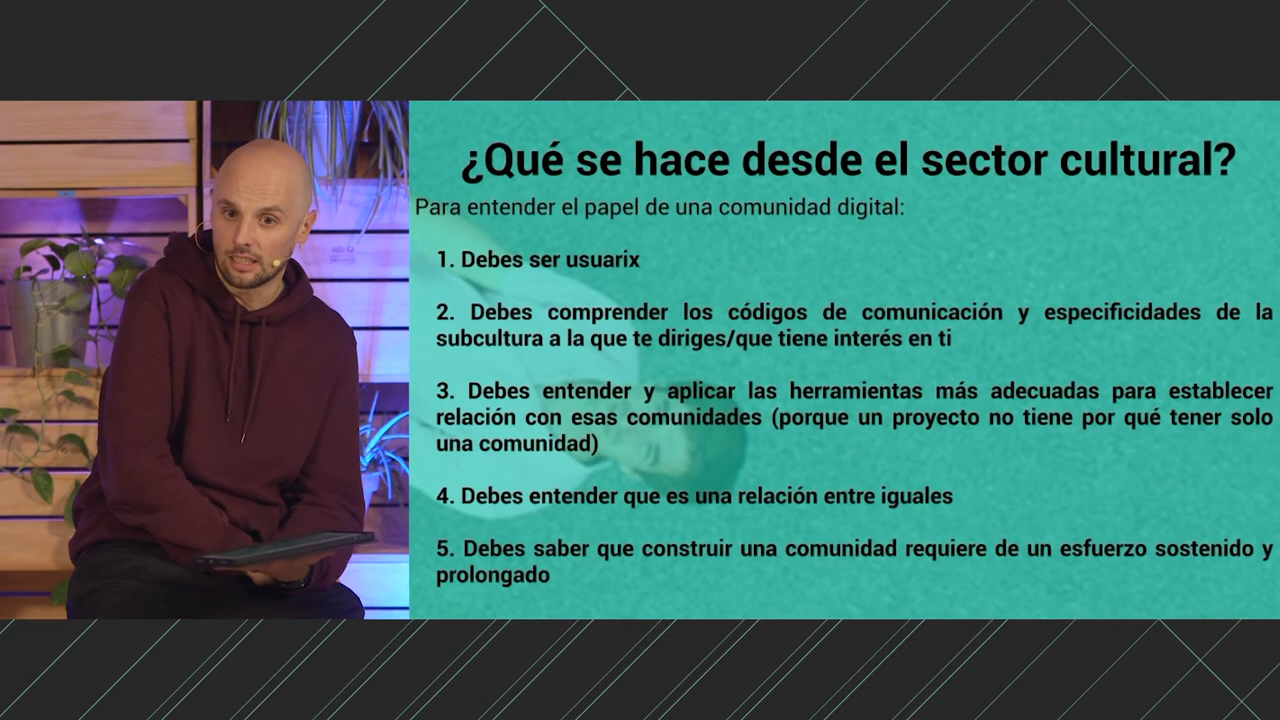 ¿Qué se hace desde el sector cultural?
Para entender el papel de una comunidad digital:
1. Debes ser usuarix
2. Debes comprender los códigos de comunicación y especificidades de la
subcultura a la que te diriges/que tiene interés en ti
3. Debes entender y aplicar las herramientas más adecuadas para establecer
relación con esas comunidades (porque un proyecto no tiene por qué tener solo
una comunidad)
4. Debes entender que es una relación entre iguales
5. Debes saber que construir una comunidad requiere de un esfuerzo sostenido y
prolongado